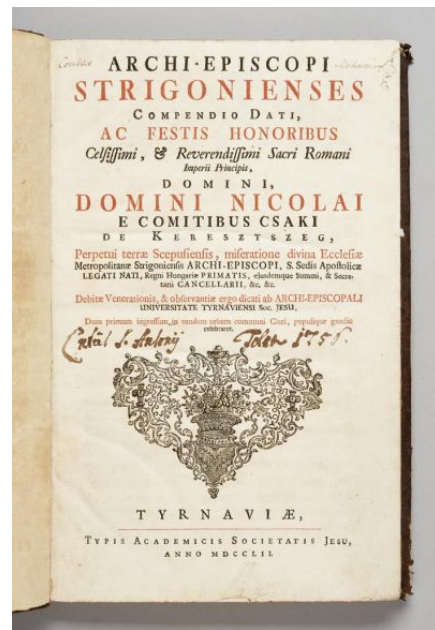 ARCHI-EPISCOPI
STRIGONIENSES
COMPENDIO DATI,
AC FESTIS HONORIBUS
Celsissimi, & Reverendissimi Sacri Romani
Imperii Principis,
DOMINI,
DOMINI NICOLAI
E COMITIBUS CSAKI
DE KERESZTSZEG,
Perpetui terræ Scepusiensis, miseratione divina Ecclesiæ
Metropolitanæ Strigoniensis ARCHI-EPISCOPI, S. Sedis Apostolicæ
LEGATI NATI, Regni Hungariæ PRIMATIS, ejusdemque Summi, & Secre-
tarii CANCELLARII, &c. &c.
Debitæ Venerationis, & observantiæ ergo dicati ab ARCHI-EPISCOPALI
UNIVERSITATE TYRNAVIENSI Soc. JESU,
Dum primum ingressum in eandem urbem communi Cleri, populique gaudio
celebraret.
S. Antonij 1756.
TYRNAVIÆ,
TYPIS ACADEMICIS SOCIETATIS JESU,
ANNO MDCCLII.